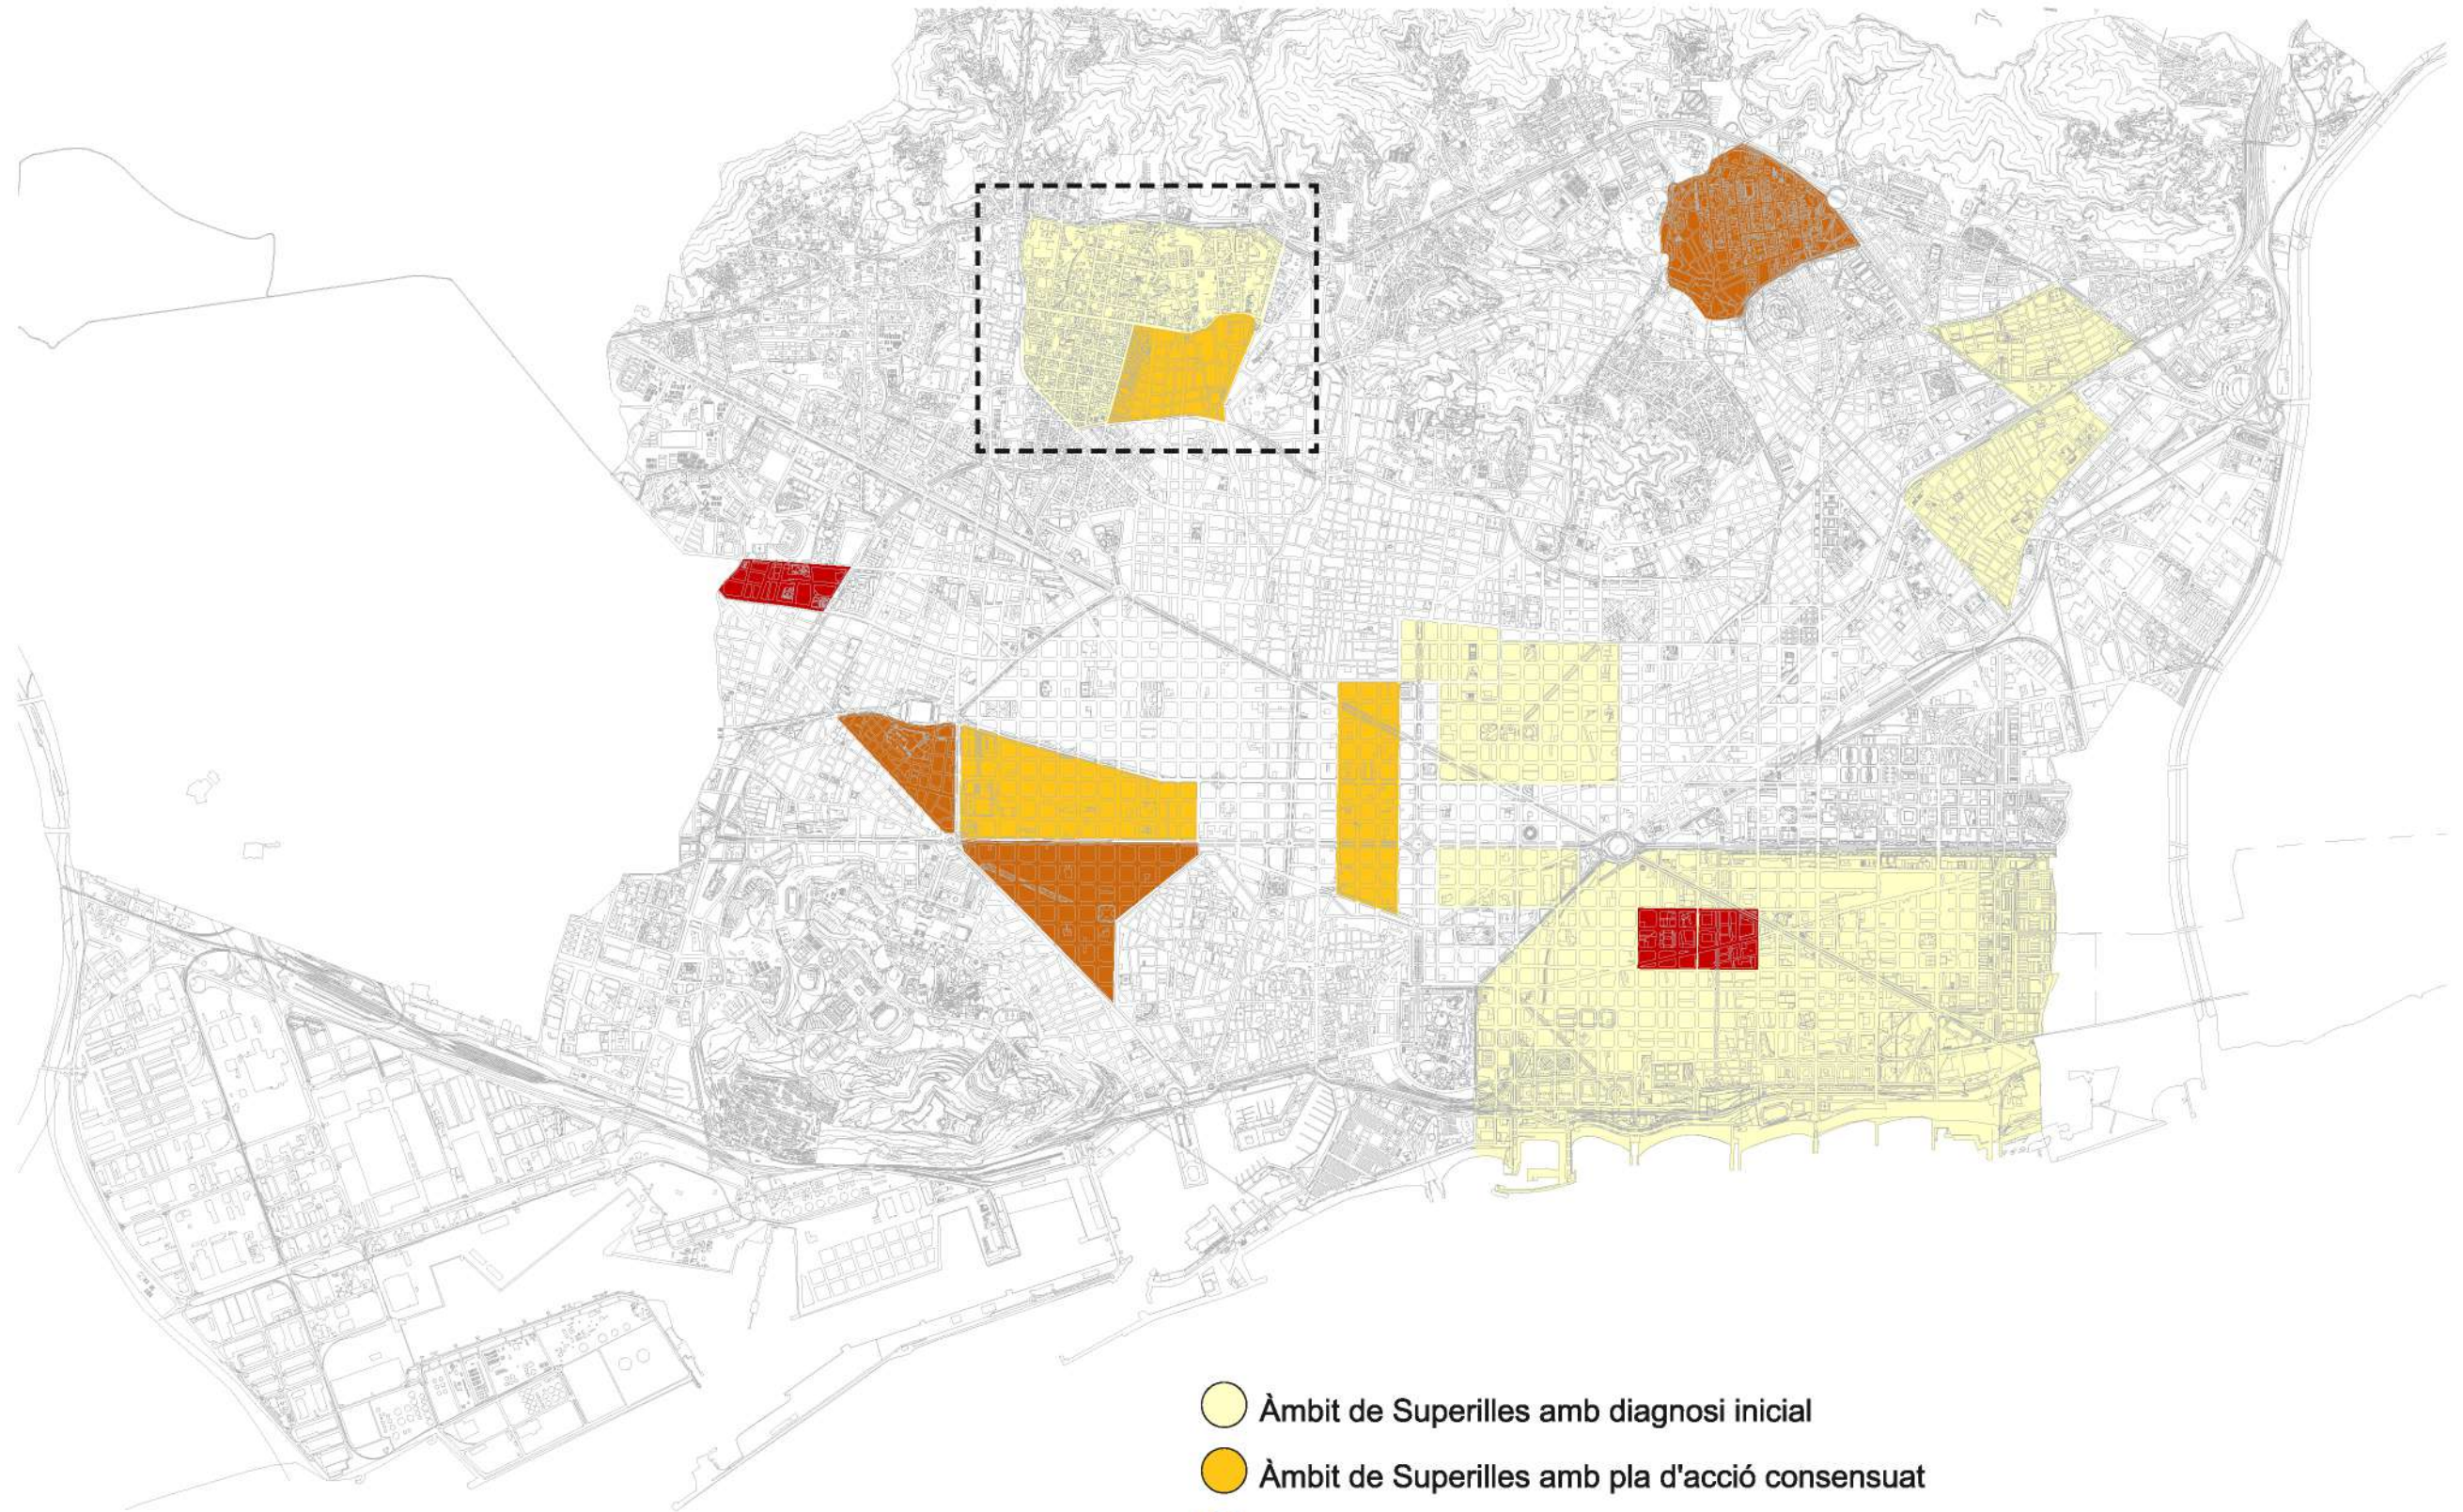 Àmbit de Superilles amb diagnosi inicial
Àmbit de Superilles amb pla d'acció consensuat